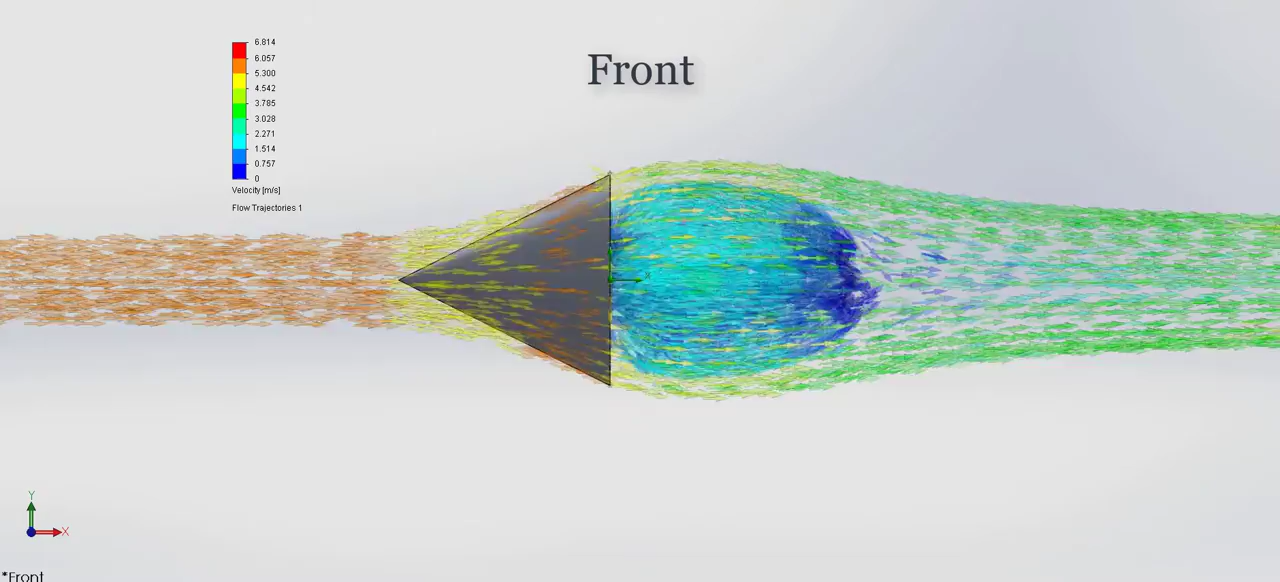 Front
6.814
6.057
5.300
4.542
3.785
3.028
2.271
1.514
0.757
0
Velocity [m/s]
Flow Trajectories 1
X
Y
X
*Front